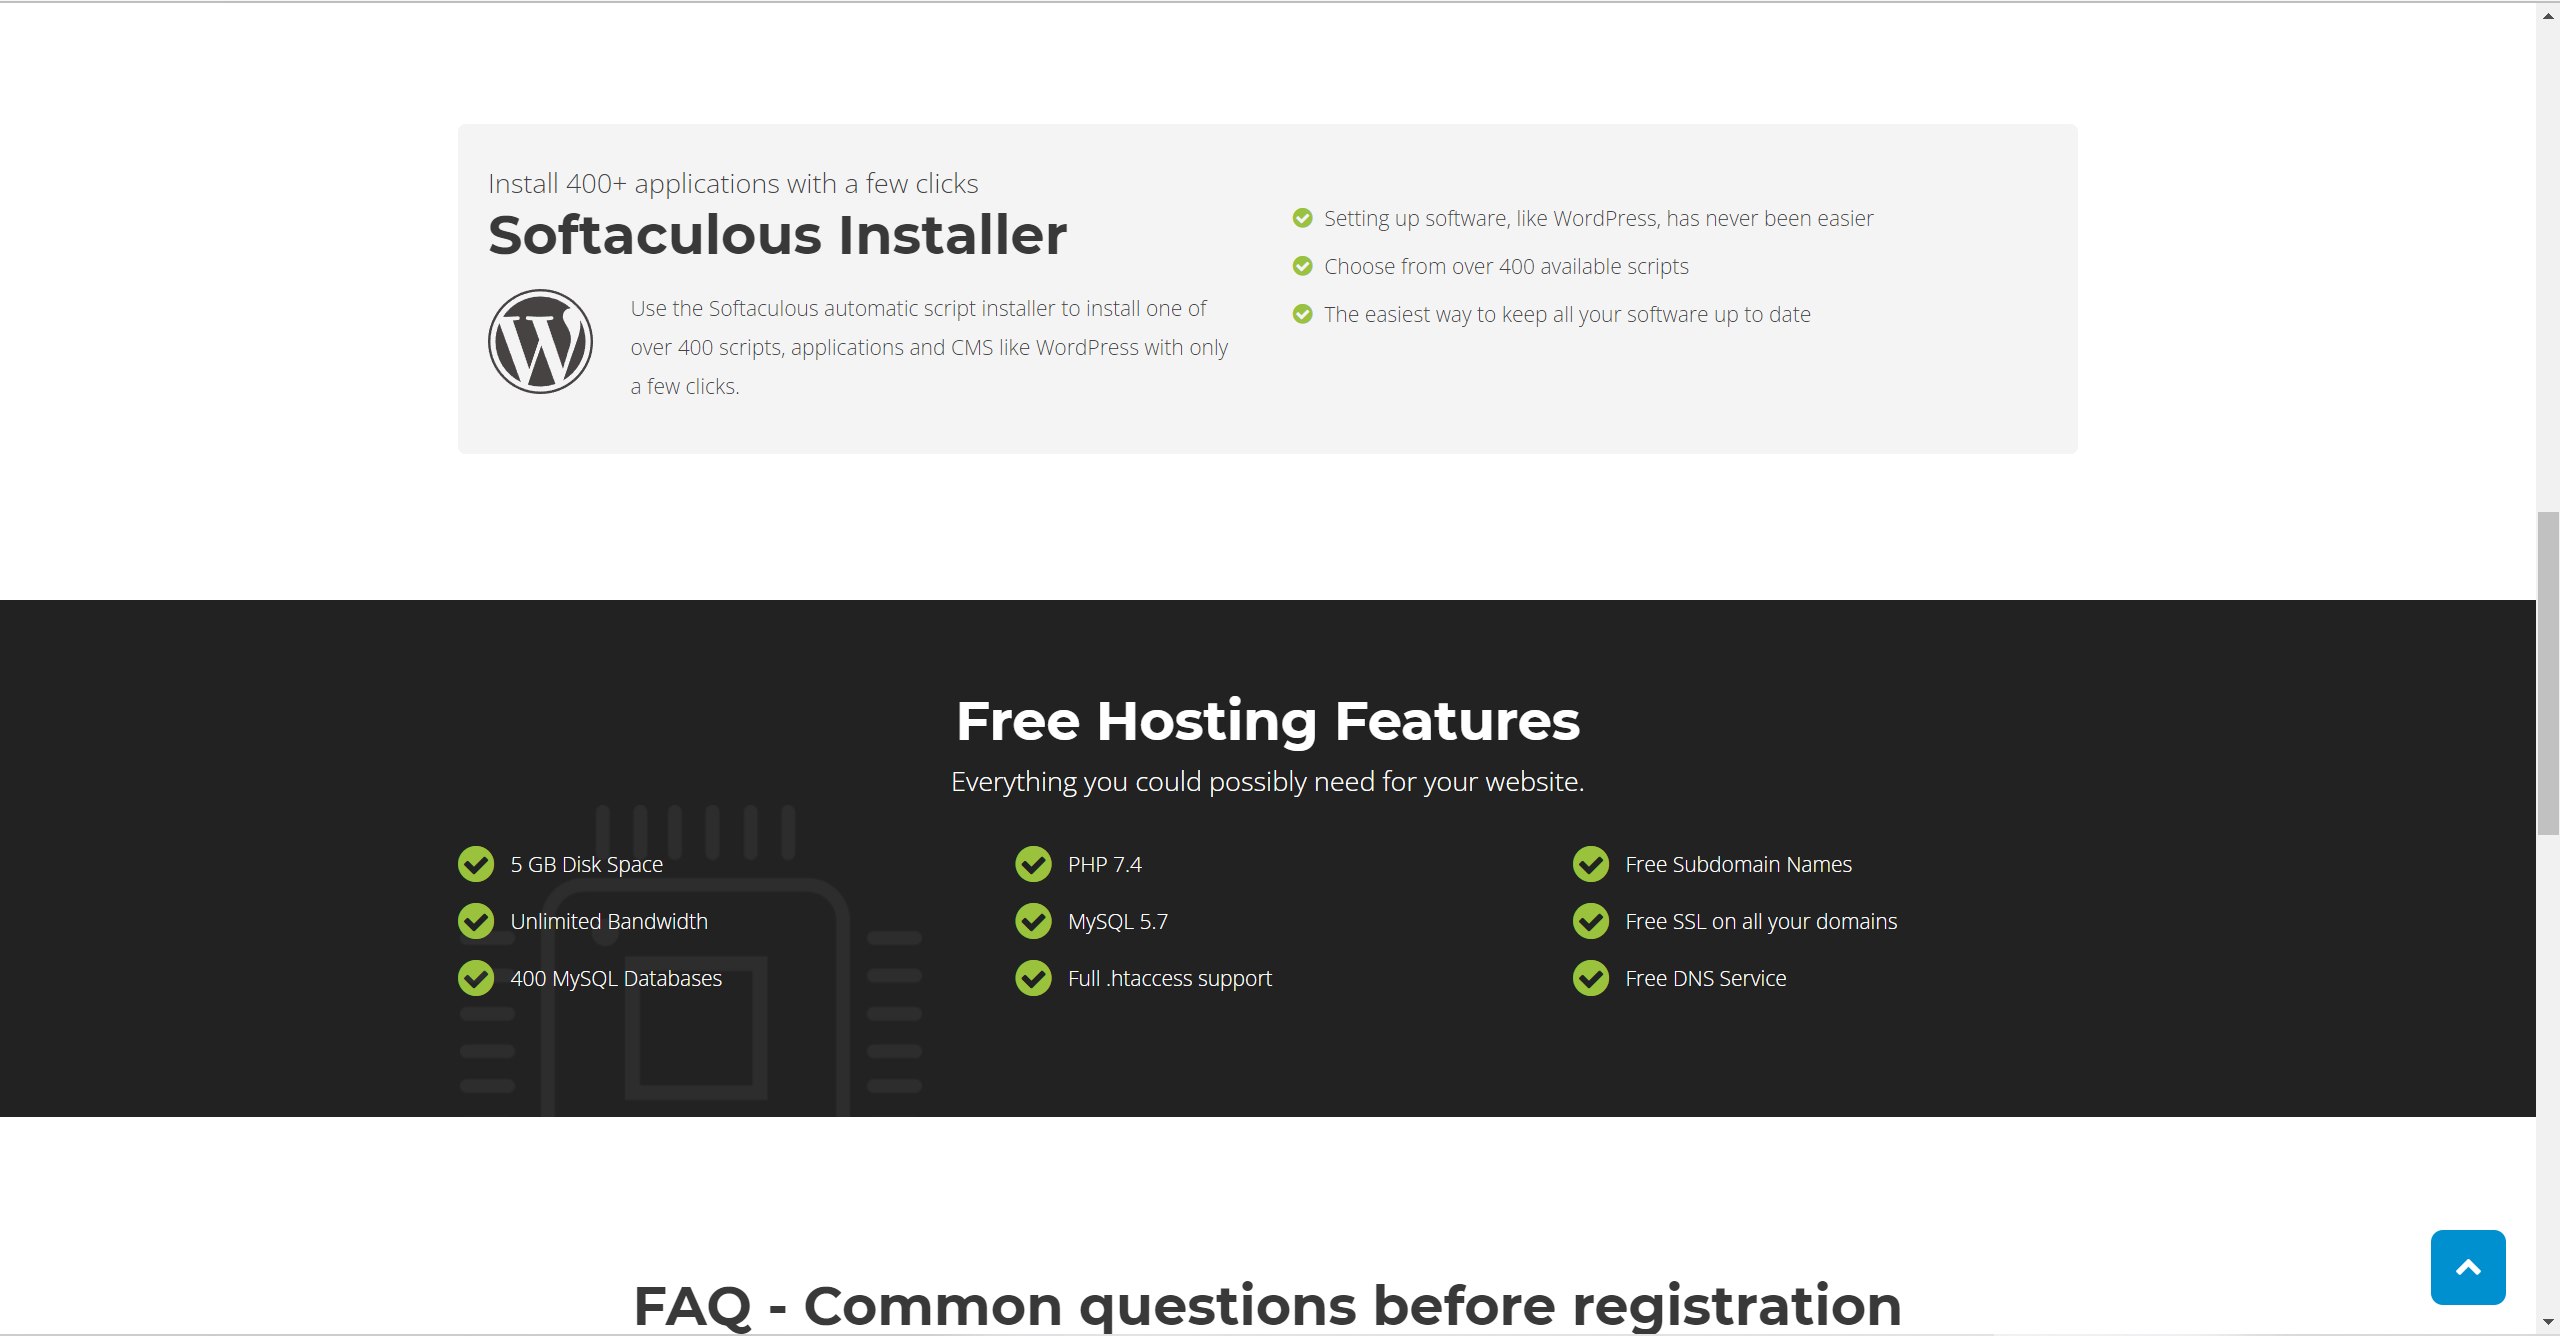 Install 400+ applications with a few clicks
Softaculous Installer
Use the Softaculous automatic script installer to install one of
over 400 scripts, applications and CMS like WordPress with only
a few clicks.
Setting up software, like WordPress, has never been easier
Choose from over 400 available scripts
The easiest way to keep all your software up to date
Free Hosting Features
Everything you could possibly need for your website.
5 GB Disk Space
Unlimited Bandwidth
400 MySQL Databases
PHP 7.4
MySQL 5.7
Full .htaccess support
Free Subdomain Names
Free SSL on all your domains
Free DNS Service
FAQ - Common questions before registration